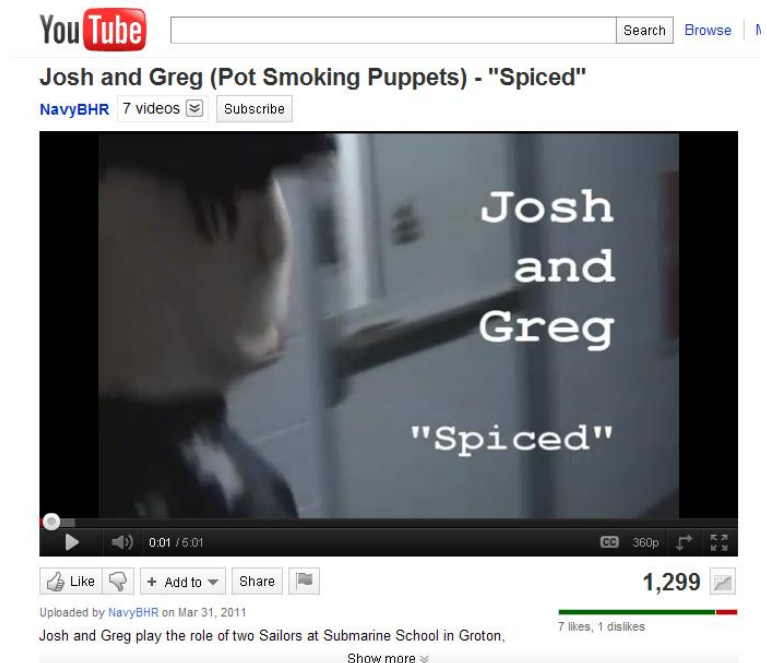 YouTube Search Browse
Josh and Greg (Pot Smoking Puppets) - "Spiced"
NavyBHR 7 videos Subscribe
Josh
and
Greg
"Spiced"
0:01 / 5:01 CC 360p
Like + Add to Share 1,299
Uploaded by NavyBHR on Mar 31, 2011
7 likes, 1 dislikes
Josh and Greg play the role of two Sailors at Submarine School in Groton,
Show more